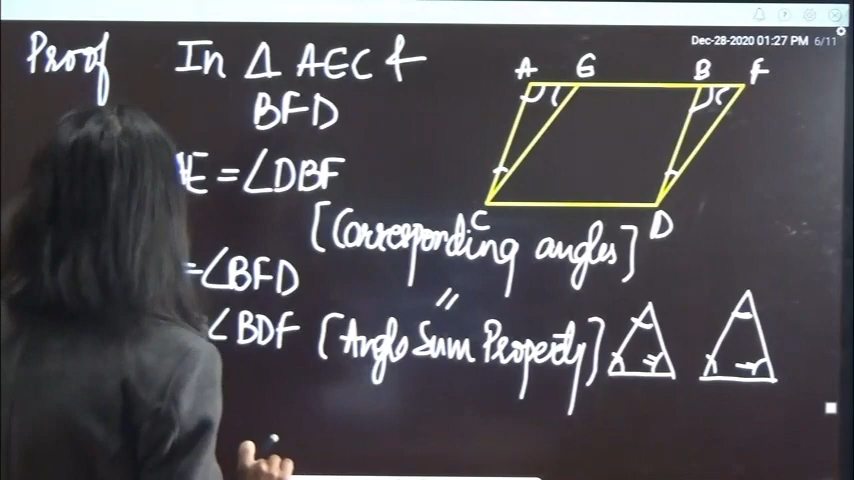 Dec-28-2020 01:27 PM 6/11
Proof In Δ AEC &
BFD
A E B F
E = ∠DBF
C D
[Corresponding angles]
= ∠BFD "
∠BDF [Angle Sum Property]